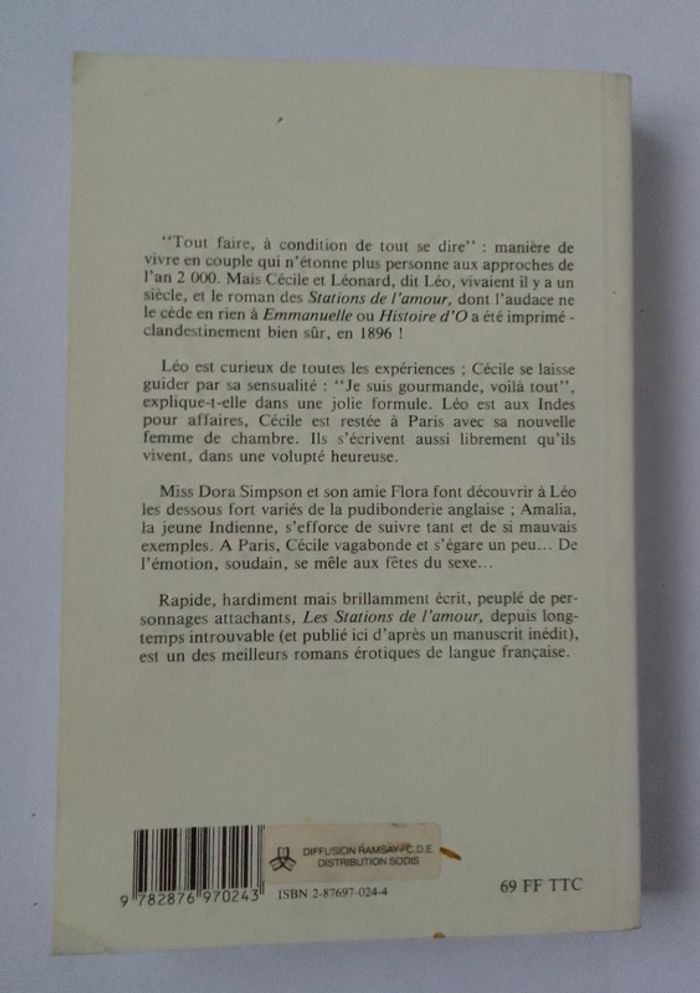 "Tout faire, à condition de tout se dire" : manière de
vivre en couple qui n'étonne plus personne aux approches de
l'an 2 000. Mais Cécile et Léonard, dit Léo, vivaient il y a un
siècle, et le roman des Stations de l'amour, dont l'audace ne
le cède en rien à Emmanuelle ou Histoire d'O a été imprimé -
clandestinement bien sûr, en 1896 !
Léo est curieux de toutes les expériences ; Cécile se laisse
guider par sa sensualité : "Je suis gourmande, voilà tout",
explique-t-elle dans une jolie formule. Léo est aux Indes
pour affaires, Cécile est restée à Paris avec sa nouvelle
femme de chambre. Ils s'écrivent aussi librement qu'ils
vivent, dans une volupté heureuse.
Miss Dora Simpson et son amie Flora font découvrir à Léo
les dessous fort variés de la pudibonderie anglaise ; Amalia,
la jeune Indienne, s'efforce de suivre tant et de si mauvais
exemples. A Paris, Cécile vagabonde et s'égare un peu... De
l'émotion, soudain, se mêle aux fêtes du sexe...
Rapide, hardiment mais brillamment écrit, peuplé de per-
sonnages attachants, Les Stations de l'amour, depuis long-
temps introuvable (et publié ici d'après un manuscrit inédit),
est un des meilleurs romans érotiques de langue française.
DIFFUSION RAMSAY-C.D.E.
DISTRIBUTION SODIS
9 782876 970243
ISBN 2-87697-024-4
69 FF TTC